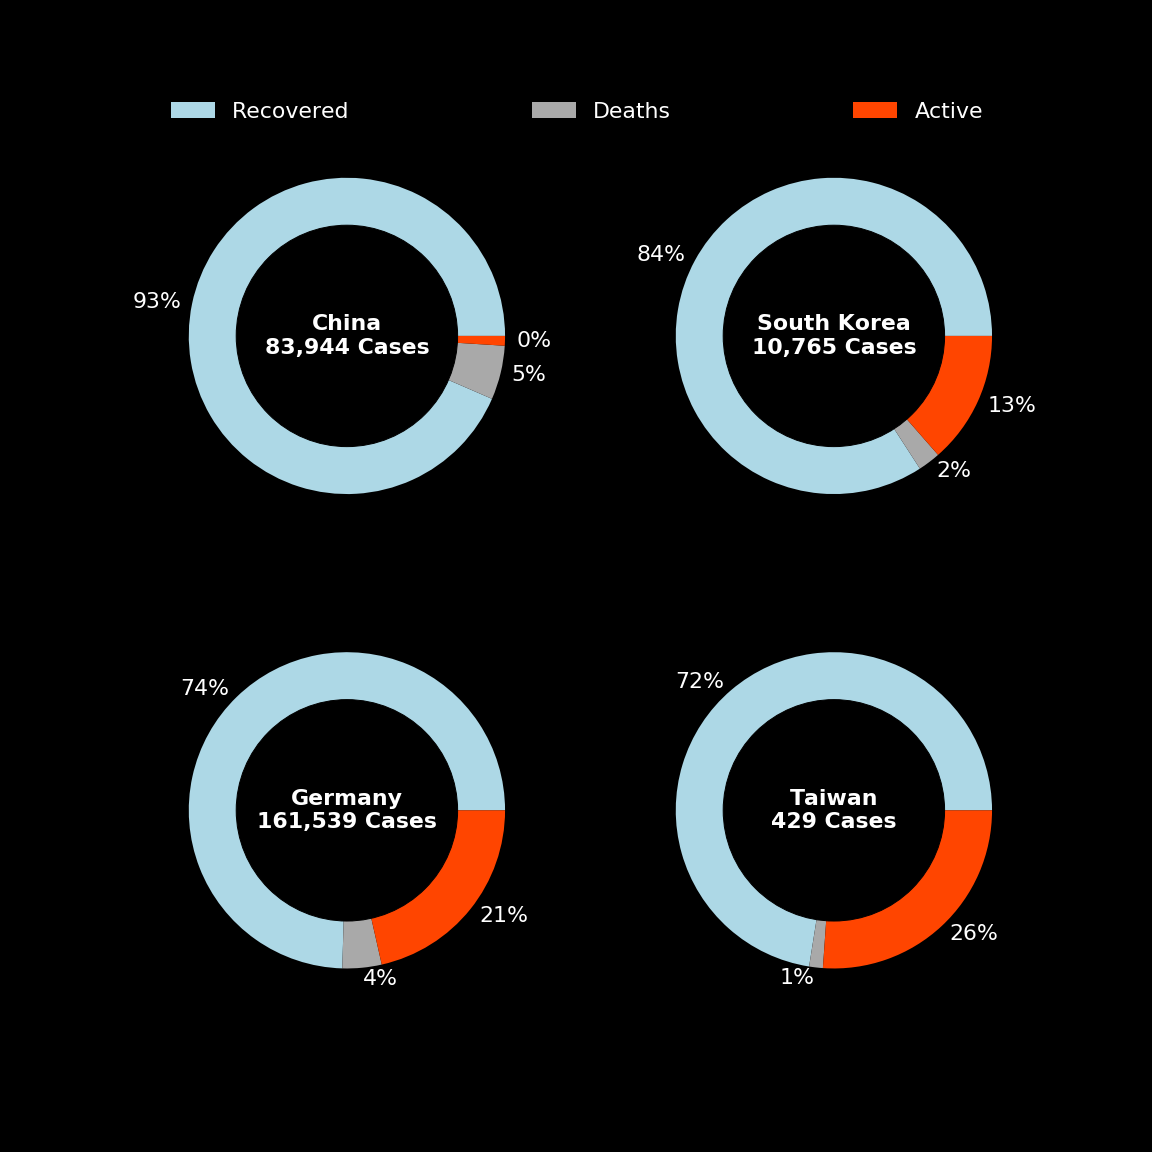 Recovered
Deaths
Active
93%
China
83,944 Cases
0%
5%
84%
South Korea
10,765 Cases
13%
2%
74%
Germany
161,539 Cases
21%
4%
72%
Taiwan
429 Cases
26%
1%